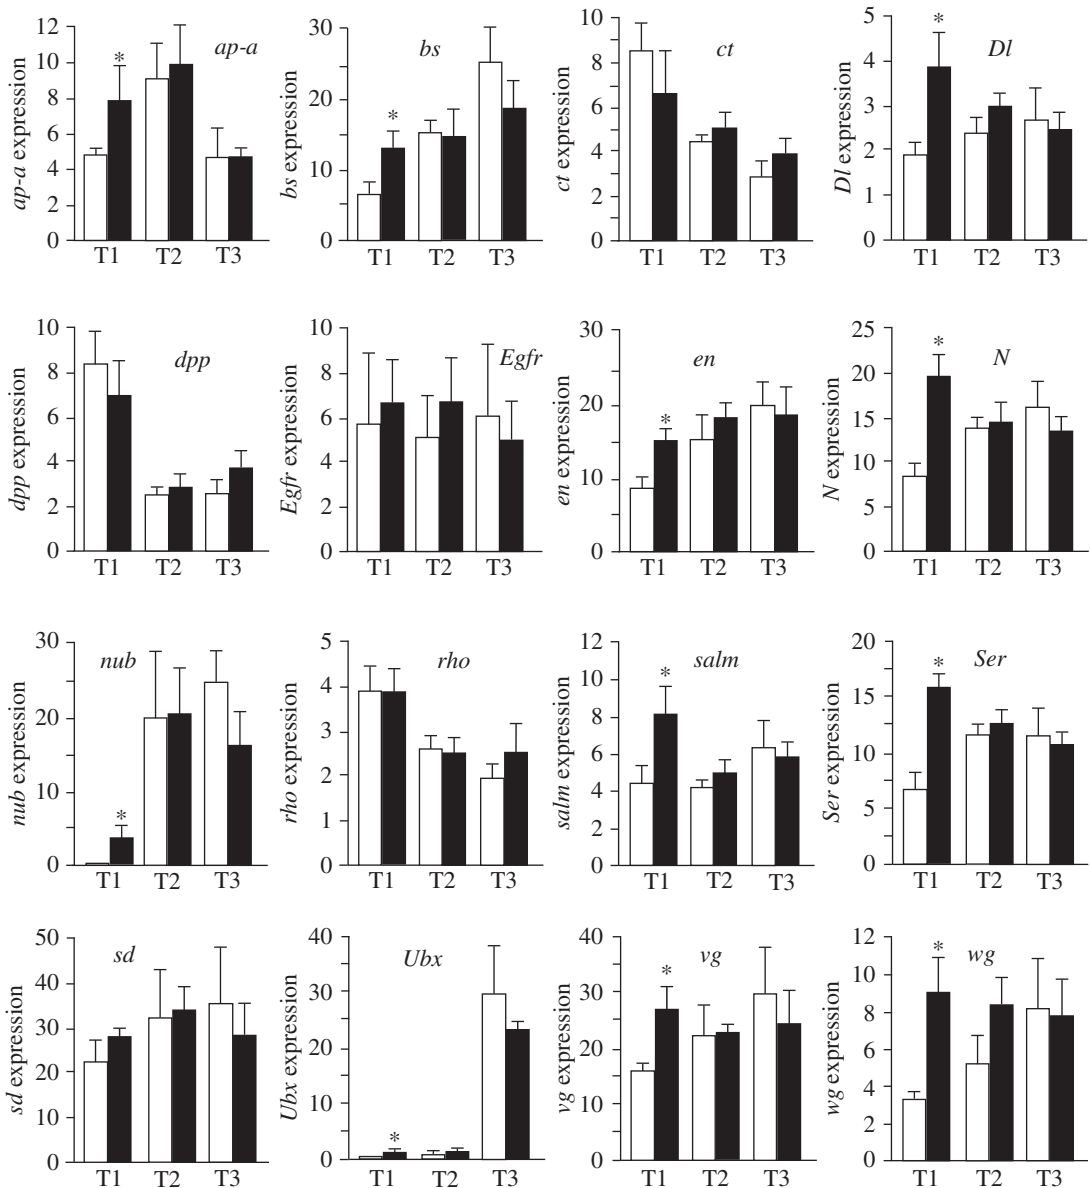 ap-a expression
12
10
8
6
4
2
0
*
ap-a
T1 T2 T3
bs expression
30
20
10
0
*
bs
T1 T2 T3
ct expression
10
8
6
4
2
0
ct
T1 T2 T3
Dl expression
5
4
3
2
1
0
*
Dl
T1 T2 T3
dpp expression
10
8
6
4
2
0
dpp
T1 T2 T3
Egfr expression
10
8
6
4
2
0
Egfr
T1 T2 T3
en expression
30
20
10
0
*
en
T1 T2 T3
N expression
25
20
15
10
5
0
*
N
T1 T2 T3
nub expression
30
20
10
0
*
nub
T1 T2 T3
rho expression
5
4
3
2
1
0
rho
T1 T2 T3
salm expression
12
10
8
6
4
2
0
*
salm
T1 T2 T3
Ser expression
20
15
10
5
0
*
Ser
T1 T2 T3
sd expression
50
40
30
20
10
0
sd
T1 T2 T3
Ubx expression
40
30
20
10
0
*
Ubx
T1 T2 T3
vg expression
40
30
20
10
0
*
vg
T1 T2 T3
wg expression
12
10
8
6
4
2
0
*
wg
T1 T2 T3